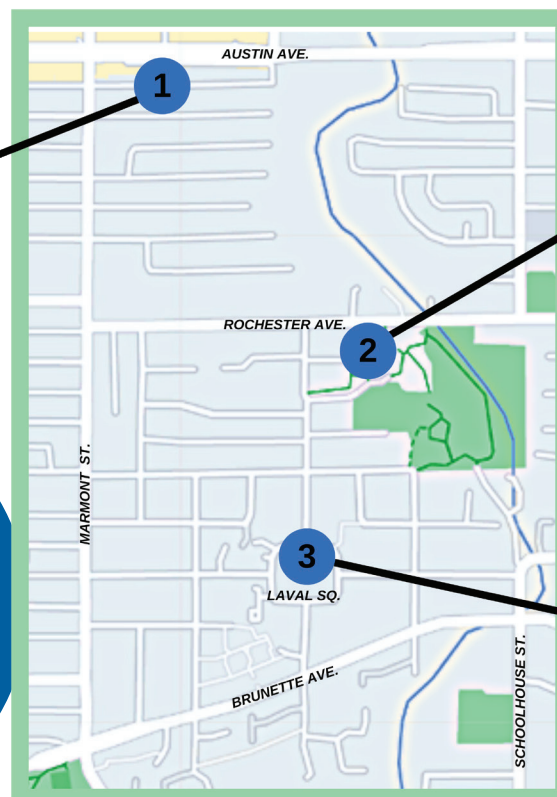 AUSTIN AVE.
1
ROCHESTER AVE.
2
MARMONT ST.
3
LAVAL SQ.
BRUNETTE AVE.
SCHOOLHOUSE ST.